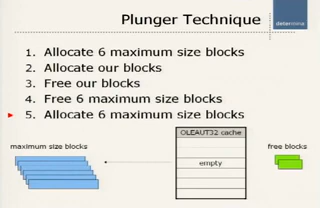 Plunger Technique
determina
1. Allocate 6 maximum size blocks
2. Allocate our blocks
3. Free our blocks
4. Free 6 maximum size blocks
5. Allocate 6 maximum size blocks
OLEAUT32 cache
maximum size blocks
free blocks
empty